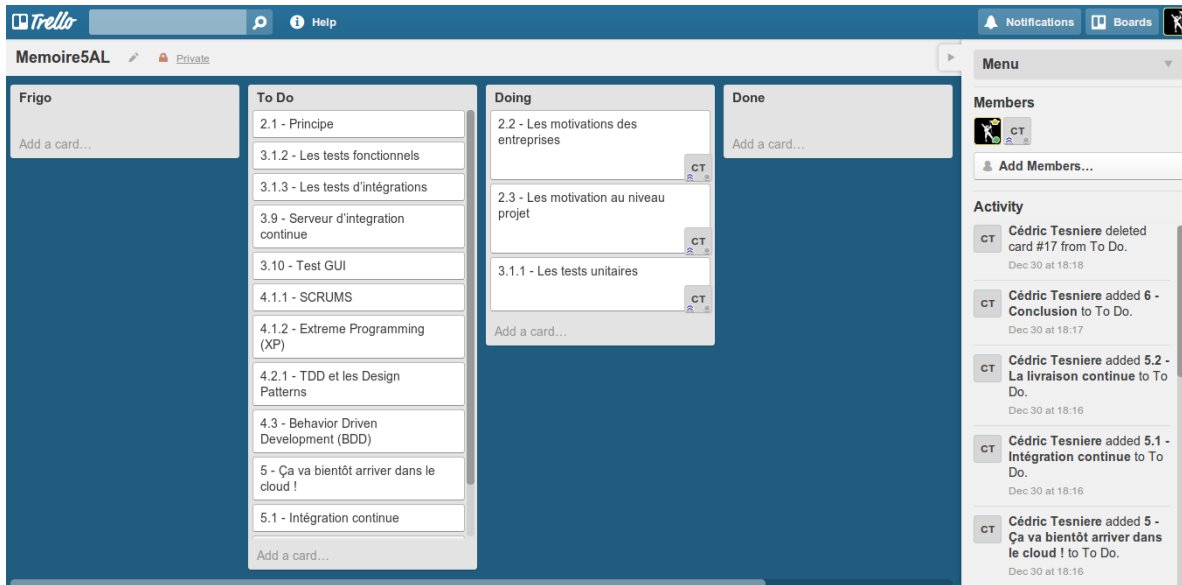 Trello
Help
Notifications
Boards
Memoire5AL
Private
Frigo
Add a card…
To Do
2.1 - Principe
3.1.2 - Les tests fonctionnels
3.1.3 - Les tests d'intégrations
3.9 - Serveur d'integration
continue
3.10 - Test GUI
4.1.1 - SCRUMS
4.1.2 - Extreme Programming
(XP)
4.2.1 - TDD et les Design
Patterns
4.3 - Behavior Driven
Development (BDD)
5 - Ça va bientôt arriver dans le
cloud !
5.1 - Intégration continue
Add a card…
Doing
2.2 - Les motivations des
entreprises
CT
2.3 - Les motivation au niveau
projet
CT
3.1.1 - Les tests unitaires
CT
Add a card…
Done
Add a card…
Menu
Members
CT
Add Members…
Activity
CT
Cédric Tesniere deleted
card #17 from To Do.
Dec 30 at 18:18
CT
Cédric Tesniere added 6 -
Conclusion to To Do.
Dec 30 at 18:17
CT
Cédric Tesniere added 5.2 -
La livraison continue to To
Do.
Dec 30 at 18:16
CT
Cédric Tesniere added 5.1 -
Intégration continue to To
Do.
Dec 30 at 18:16
CT
Cédric Tesniere added 5 -
Ça va bientôt arriver dans
le cloud ! to To Do.
Dec 30 at 18:16